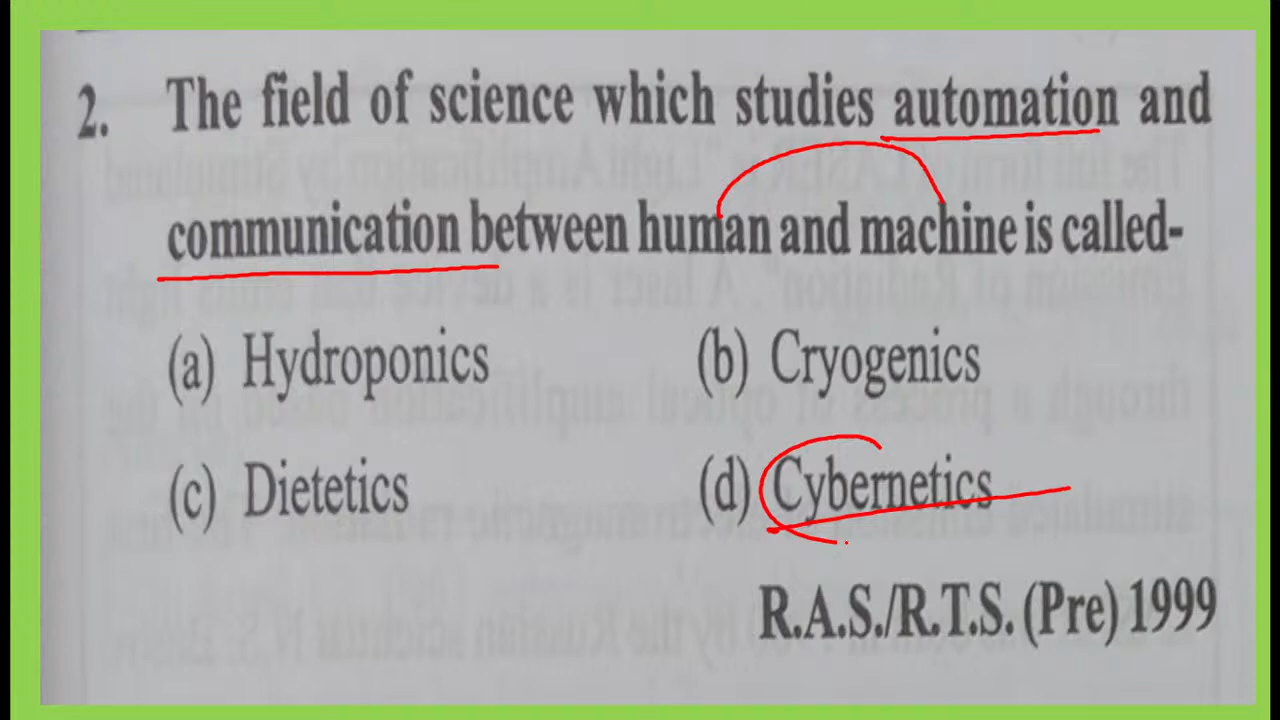 2. The field of science which studies automation and
communication between human and machine is called-
(a) Hydroponics (b) Cryogenics
(c) Dietetics (d) Cybernetics
R.A.S./R.T.S. (Pre) 1999